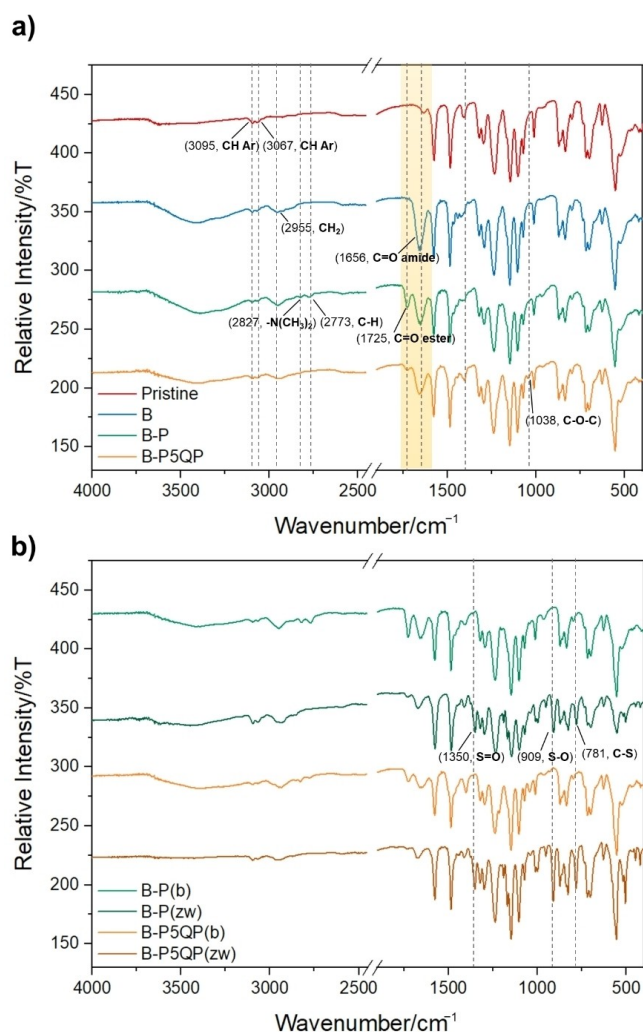 a)
Relative Intensity/%T
450
400
350
300
250
200
150
(3095, CH Ar) (3067, CH Ar)
(2955, CH₂)
(1656, C=O amide)
(2827, -N(CH₃)₂) (2773, C-H)
(1725, C=O ester)
(1038, C-O-C)
Pristine
B
B-P
B-P5QP
4000 3500 3000 2500 1500 1000 500
Wavenumber/cm⁻¹
b)
Relative Intensity/%T
450
400
350
300
250
200
150
(1350, S=O) (909, S-O) (781, C-S)
B-P(b)
B-P(zw)
B-P5QP(b)
B-P5QP(zw)
4000 3500 3000 2500 1500 1000 500
Wavenumber/cm⁻¹